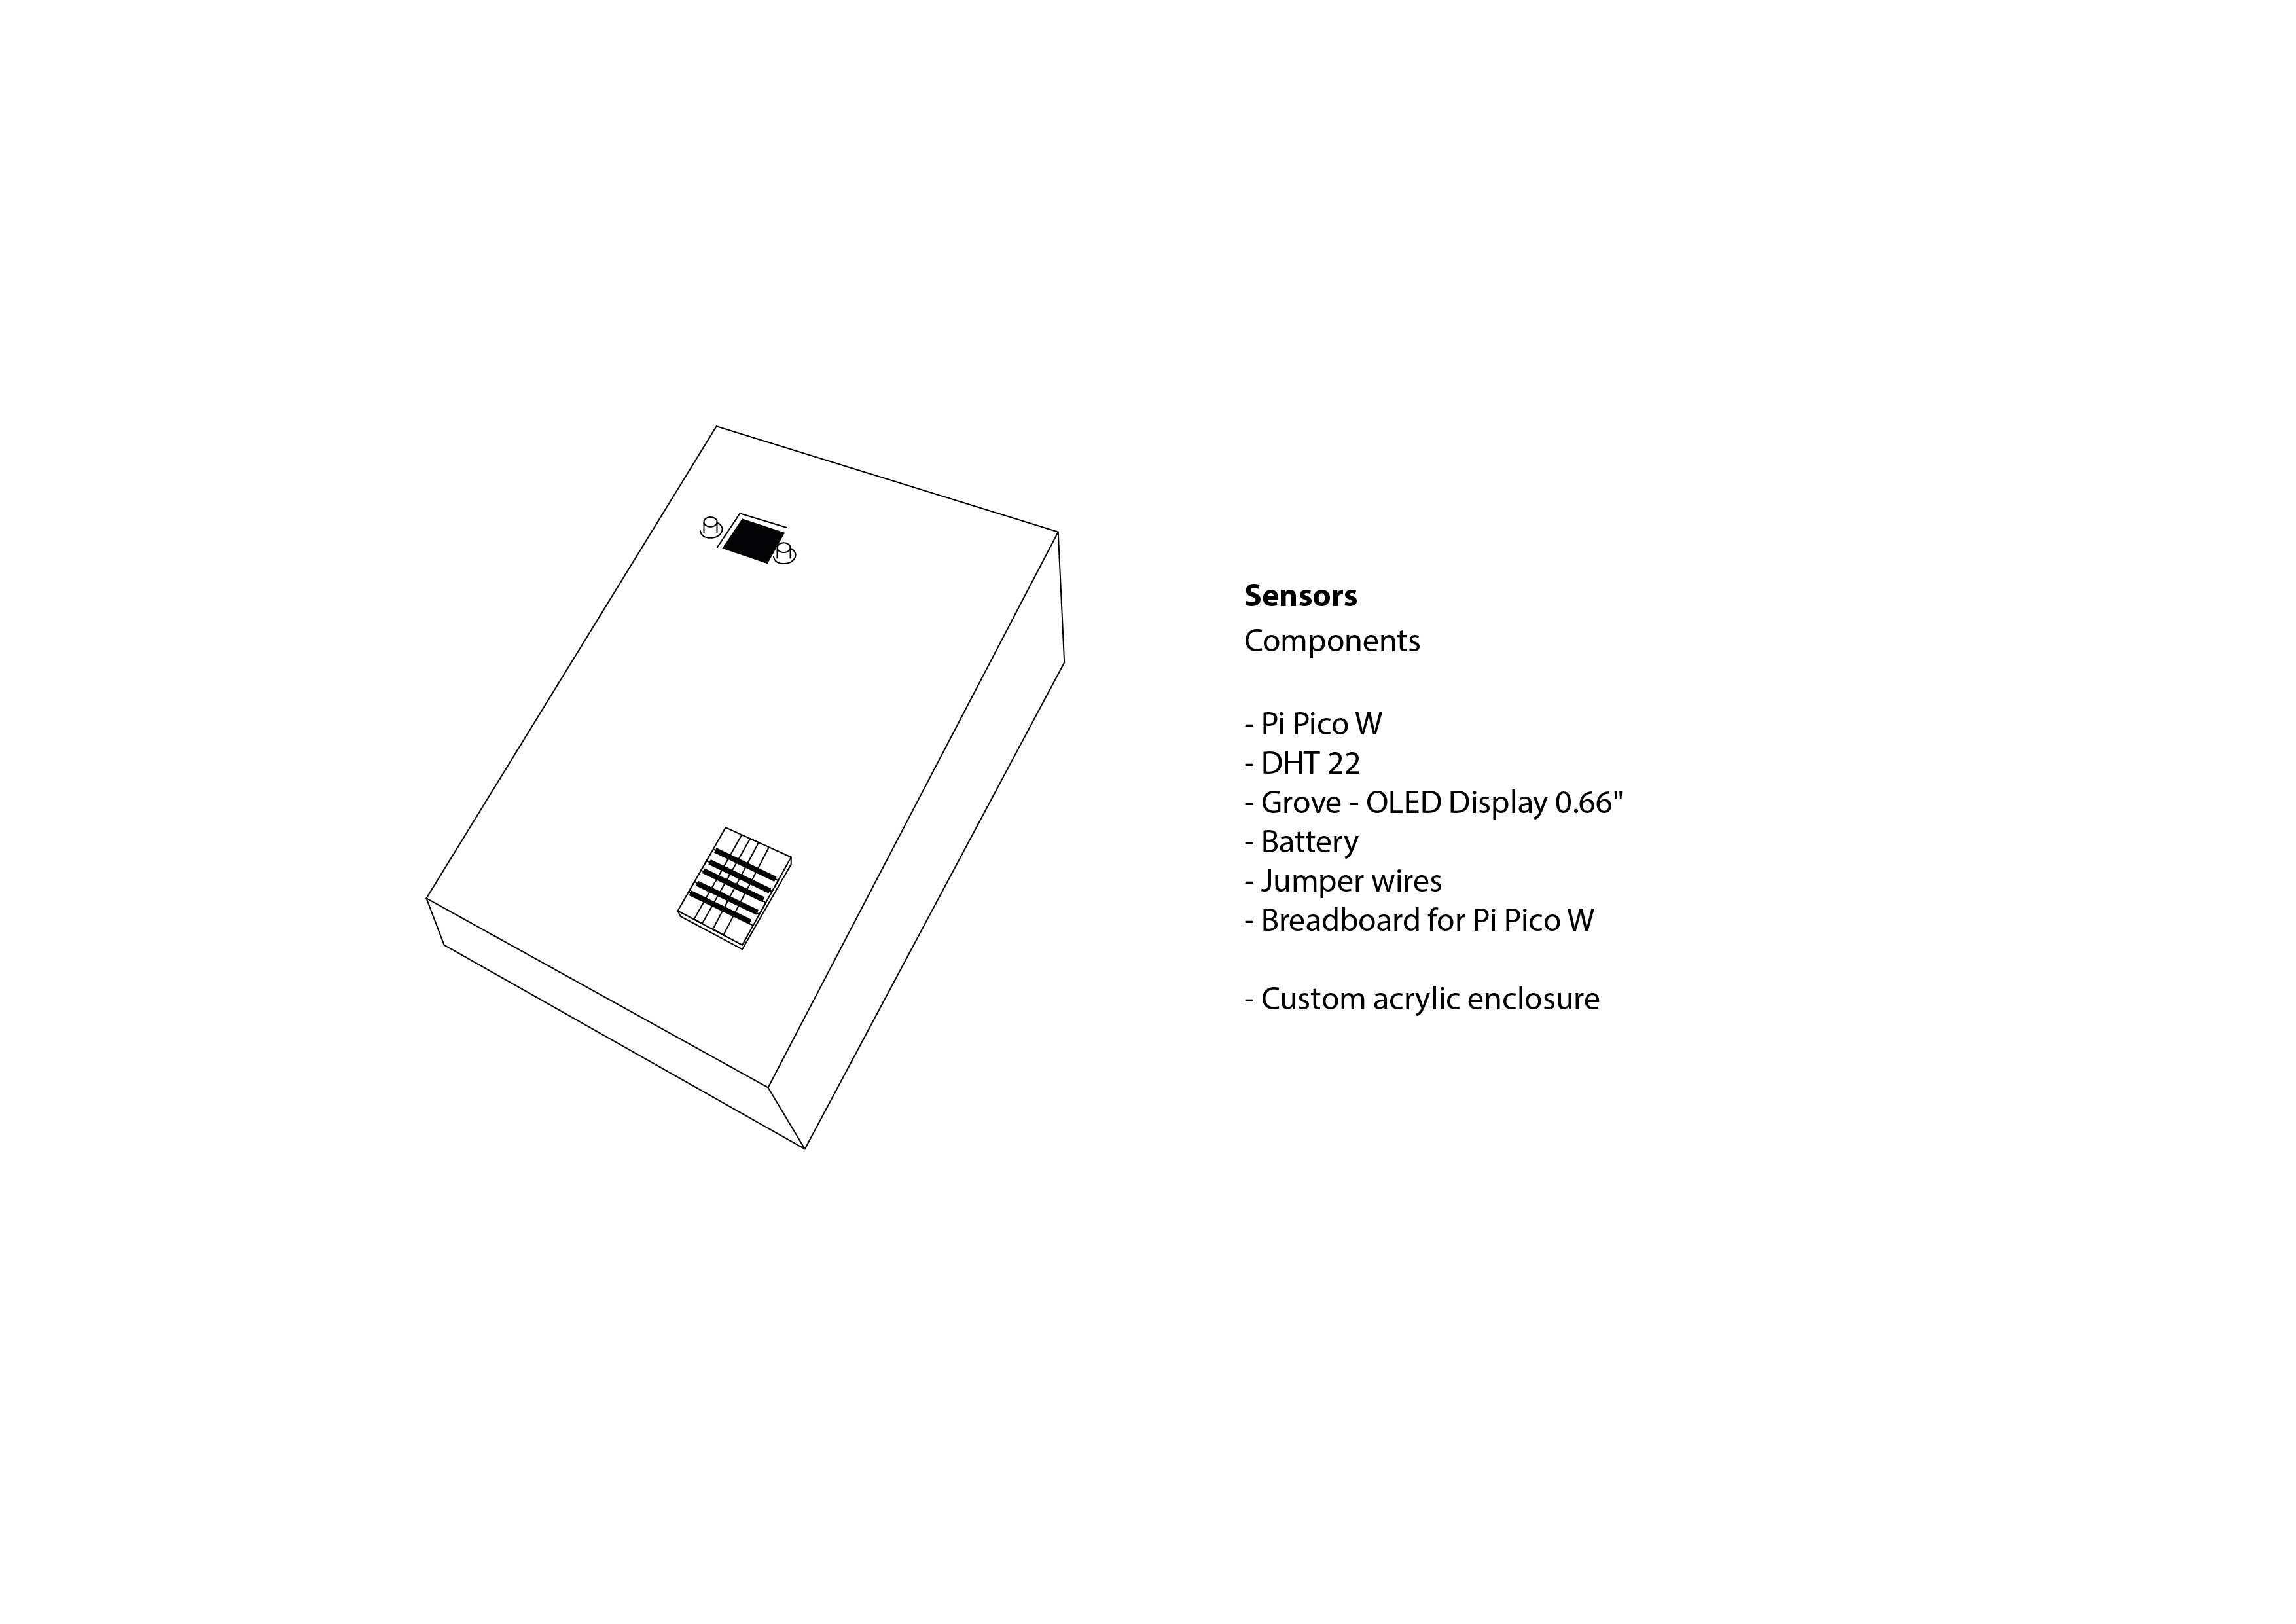 Sensors
Components
- Pi Pico W
- DHT 22
- Grove - OLED Display 0.66"
- Battery
- Jumper wires
- Breadboard for Pi Pico W
- Custom acrylic enclosure